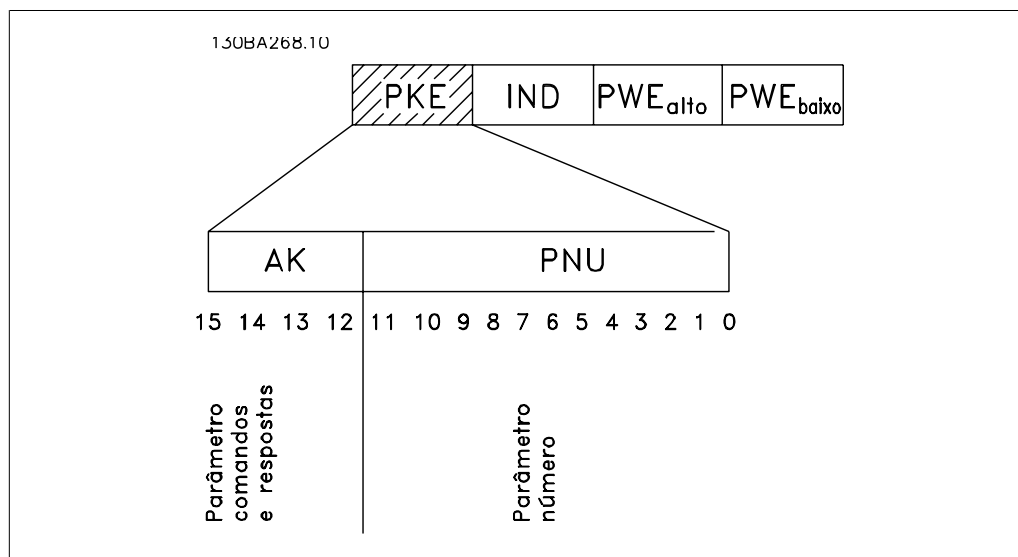 130BA268.10
PKE IND PWEalto PWEbaixo
AK PNU
15 14 13 12 11 10 9 8 7 6 5 4 3 2 1 0
Parâmetro
comandos
e respostas
Parâmetro
número